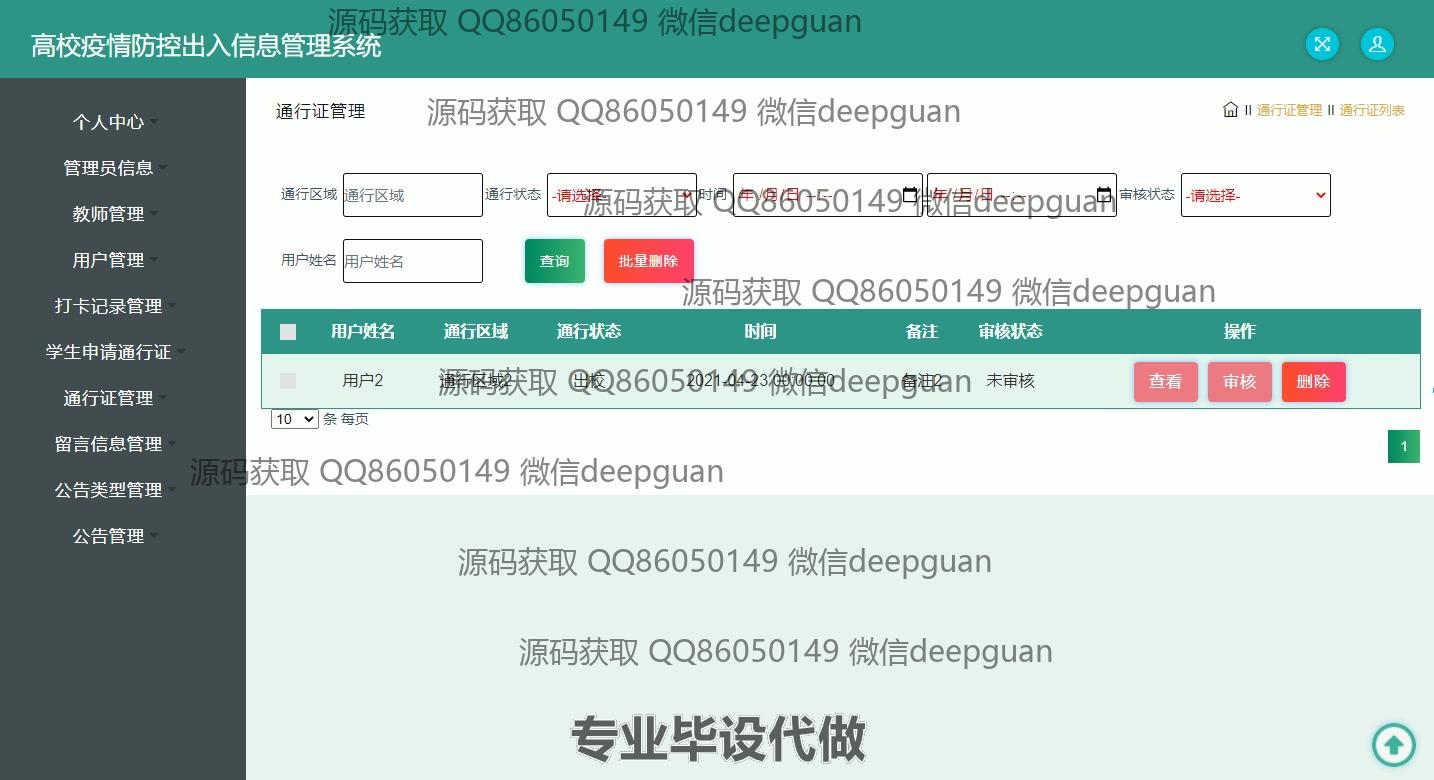 源码获取 QQ86050149 微信deepguan
高校疫情防控出入信息管理系统
个人中心
管理员信息
教师管理
用户管理
打卡记录管理
学生申请通行证
通行证管理
留言信息管理
公告类型管理
公告管理
通行证管理
源码获取 QQ86050149 微信deepguan
II 通行证管理 II 通行证列表
通行区域 通行区域 通行状态 -请选择- 时间 年 /月/日 --:-- 年 /月/日 --:-- 审核状态 -请选择-
源码获取 QQ86050149 微信deepguan
用户姓名 用户姓名 查询 批量删除
源码获取 QQ86050149 微信deepguan
用户姓名 通行区域 通行状态 时间 备注 审核状态 操作
用户2 通行区域2 出校 2021-04-23 00:00:00 备注2 未审核 查看 审核 删除
源码获取 QQ86050149 微信deepguan
10 条 每页
1
源码获取 QQ86050149 微信deepguan
源码获取 QQ86050149 微信deepguan
源码获取 QQ86050149 微信deepguan
专业毕设代做